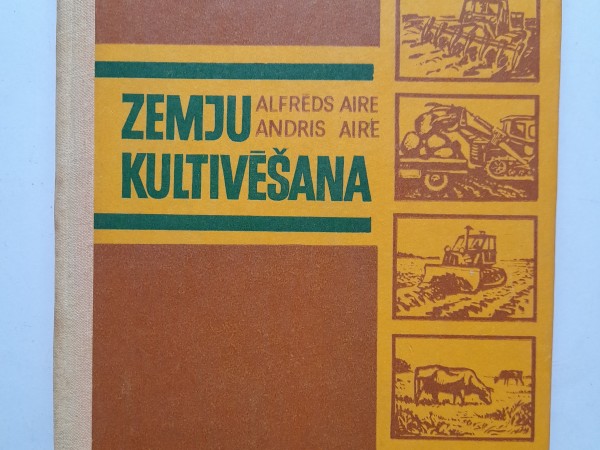 ZEMJU ALFRĒDS AIRE
ANDRIS AIRE
KULTIVĒŠANA